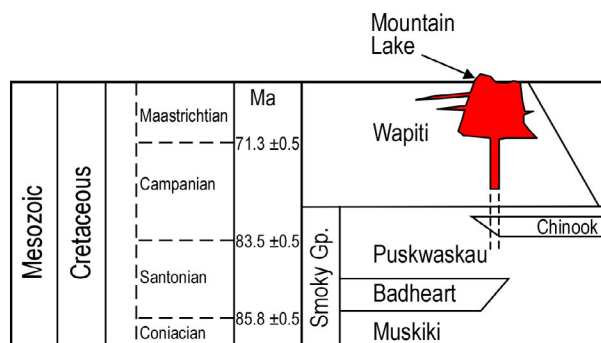 Mountain
Lake
Mesozoic
Cretaceous
Maastrichtian
Campanian
Santonian
Coniacian
Ma
71.3 ±0.5
83.5 ±0.5
85.8 ±0.5
Smoky Gp.
Wapiti
Chinook
Puskwaskau
Badheart
Muskiki